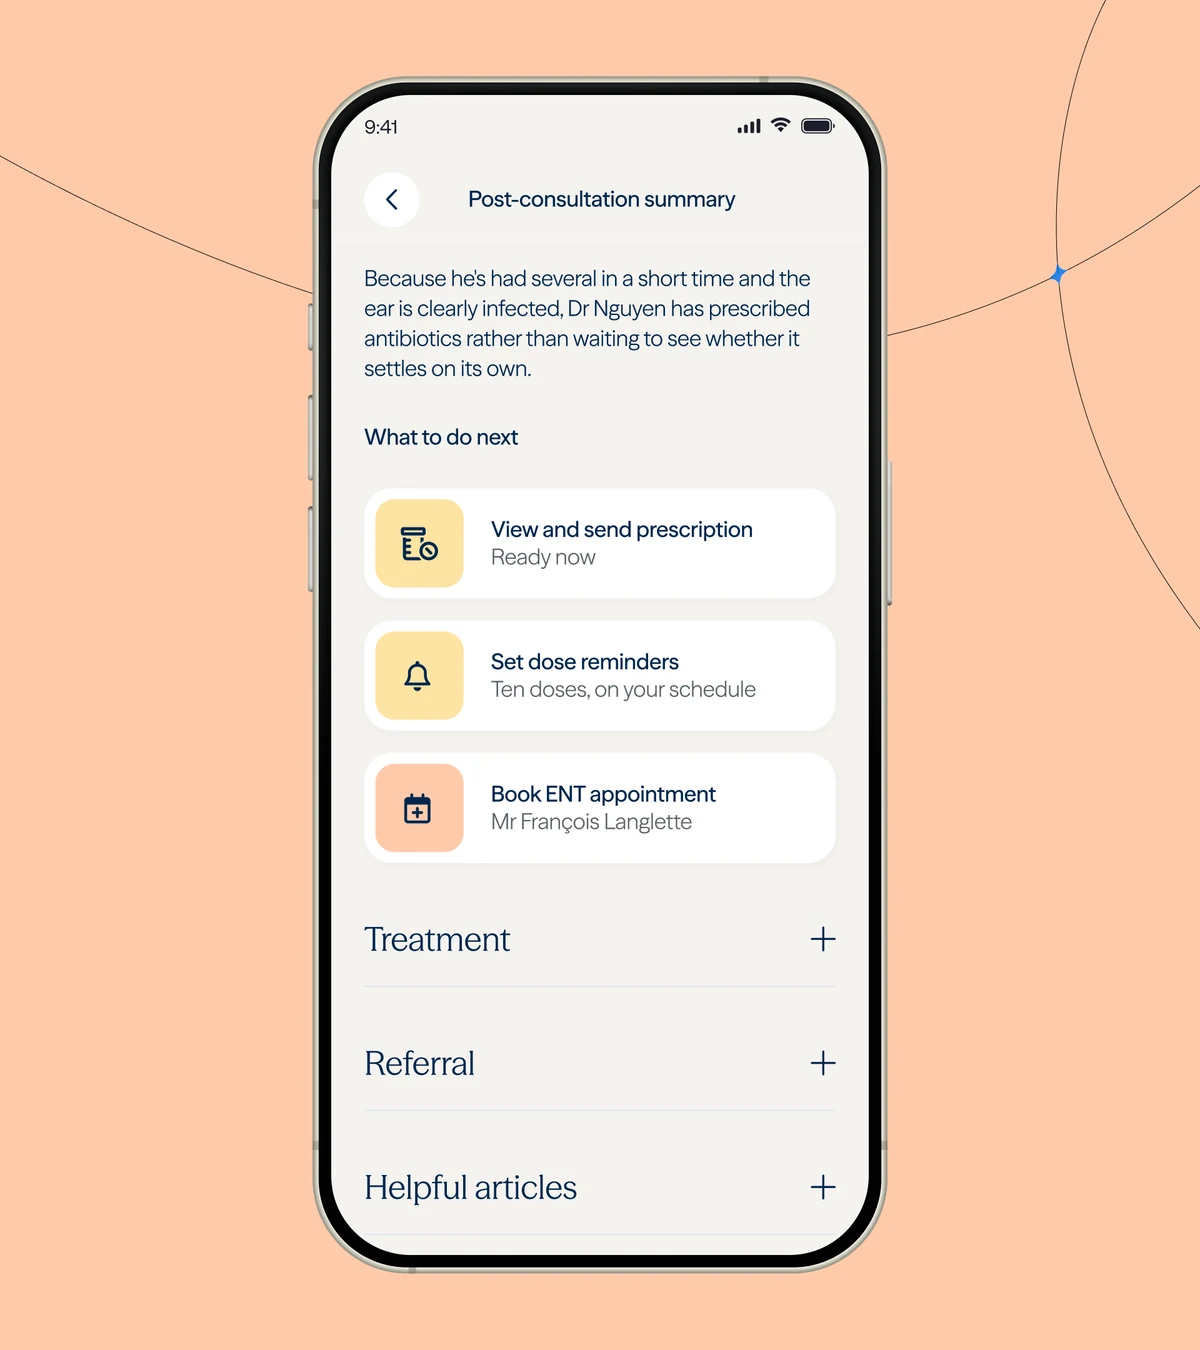 9:41
Post-consultation summary
Because he's had several in a short time and the
ear is clearly infected, Dr Nguyen has prescribed
antibiotics rather than waiting to see whether it
settles on its own.
What to do next
View and send prescription
Ready now
Set dose reminders
Ten doses, on your schedule
Book ENT appointment
Mr François Langlette
Treatment
Referral
Helpful articles